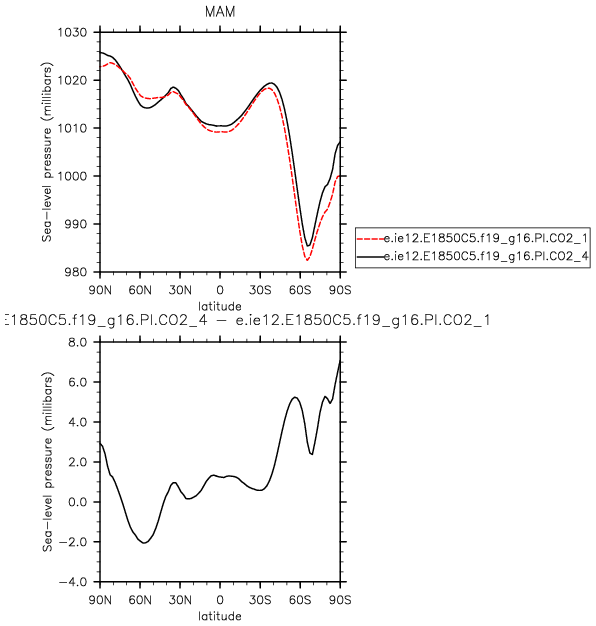 MAM
1030
1020
1010
1000
990
980
Sea-level pressure (millibars)
90N 60N 30N 0 30S 60S 90S
latitude
e.ie12.E1850C5.f19_g16.PI.CO2_1
e.ie12.E1850C5.f19_g16.PI.CO2_4
E1850C5.f19_g16.PI.CO2_4 - e.ie12.E1850C5.f19_g16.PI.CO2_1
8.0
6.0
4.0
2.0
0.0
-2.0
-4.0
Sea-level pressure (millibars)
90N 60N 30N 0 30S 60S 90S
latitude